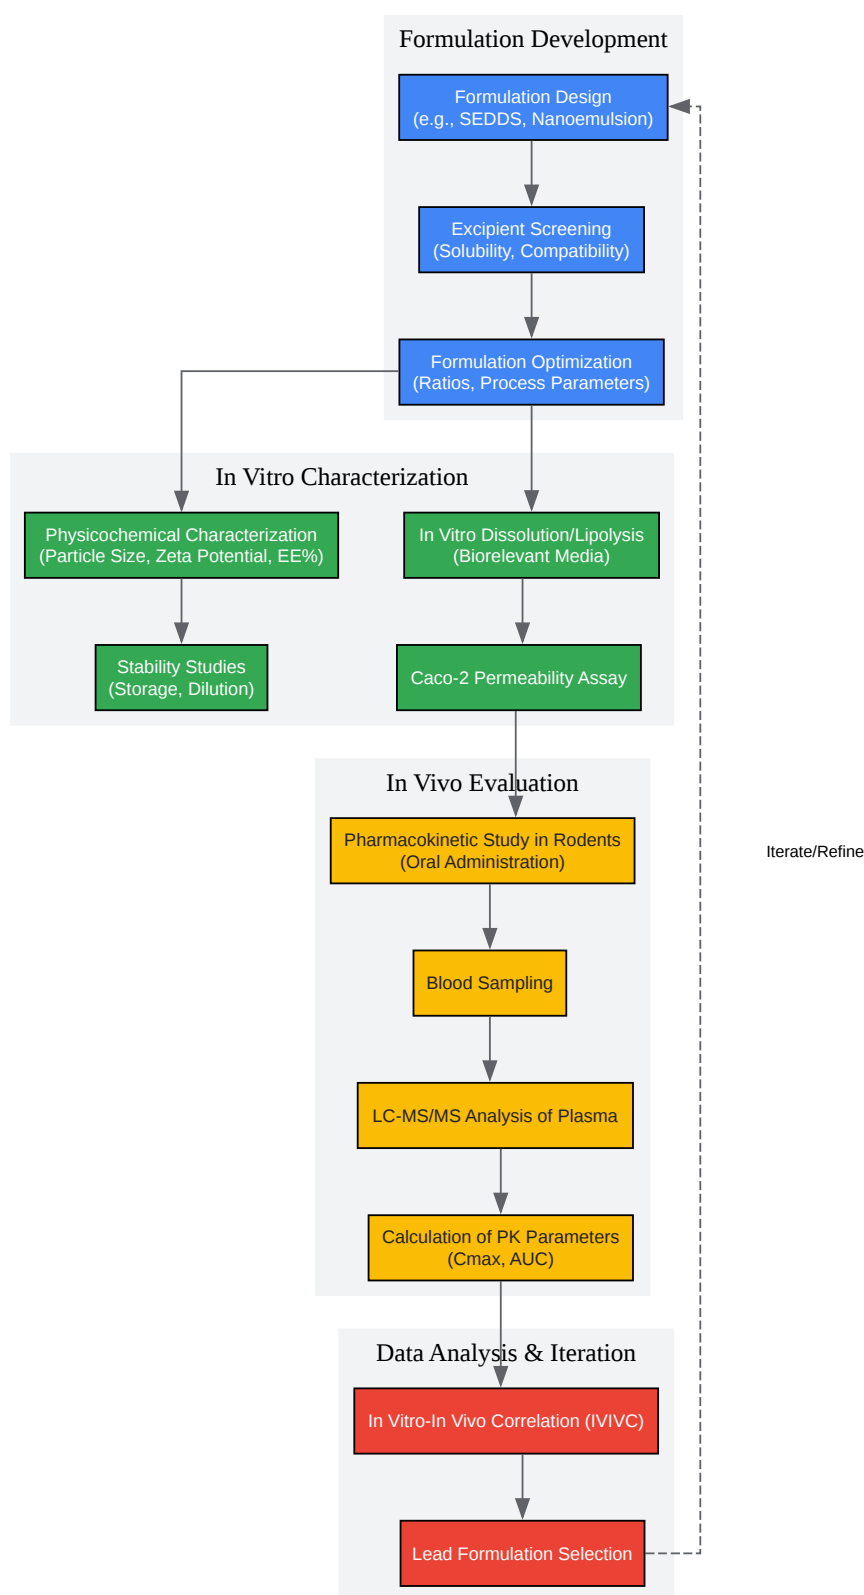 Formulation Development
Formulation Design
(e.g., SEDDS, Nanoemulsion)
Excipient Screening
(Solubility, Compatibility)
Formulation Optimization
(Ratios, Process Parameters)
In Vitro Characterization
Physicochemical Characterization
(Particle Size, Zeta Potential, EE%)
Stability Studies
(Storage, Dilution)
In Vitro Dissolution/Lipolysis
(Biorelevant Media)
Caco-2 Permeability Assay
In Vivo Evaluation
Pharmacokinetic Study in Rodents
(Oral Administration)
Iterate/Refine
Blood Sampling
LC-MS/MS Analysis of Plasma
Calculation of PK Parameters
(Cmax, AUC)
Data Analysis & Iteration
In Vitro-In Vivo Correlation (IVIVC)
Lead Formulation Selection